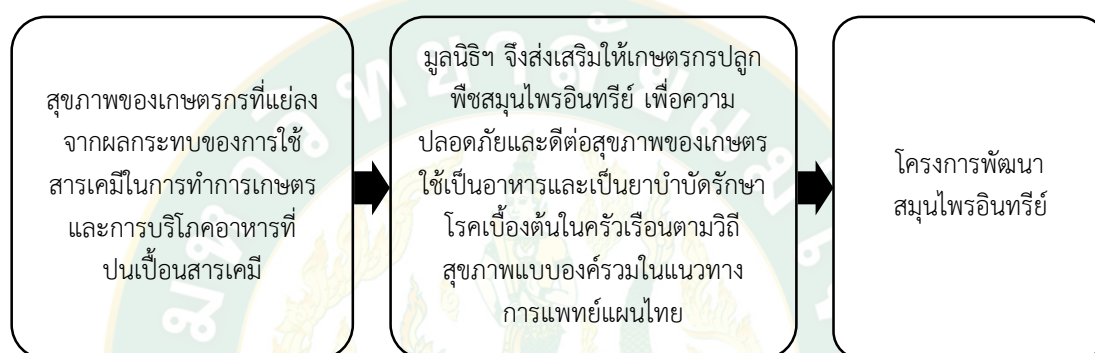 สุขภาพของเกษตรกรที่แย่ลง
จากผลกระทบของการใช้
สารเคมีในการทำการเกษตร
และการบริโภคอาหารที่
ปนเปื้อนสารเคมี
มูลนิธิฯ จึงส่งเสริมให้เกษตรกรปลูก
พืชสมุนไพรอินทรีย์ เพื่อความ
ปลอดภัยและดีต่อสุขภาพของเกษตร
ใช้เป็นอาหารและเป็นยาบำบัดรักษา
โรคเบื้องต้นในครัวเรือนตามวิถี
สุขภาพแบบองค์รวมในแนวทาง
การแพทย์แผนไทย
โครงการพัฒนา
สมุนไพรอินทรีย์